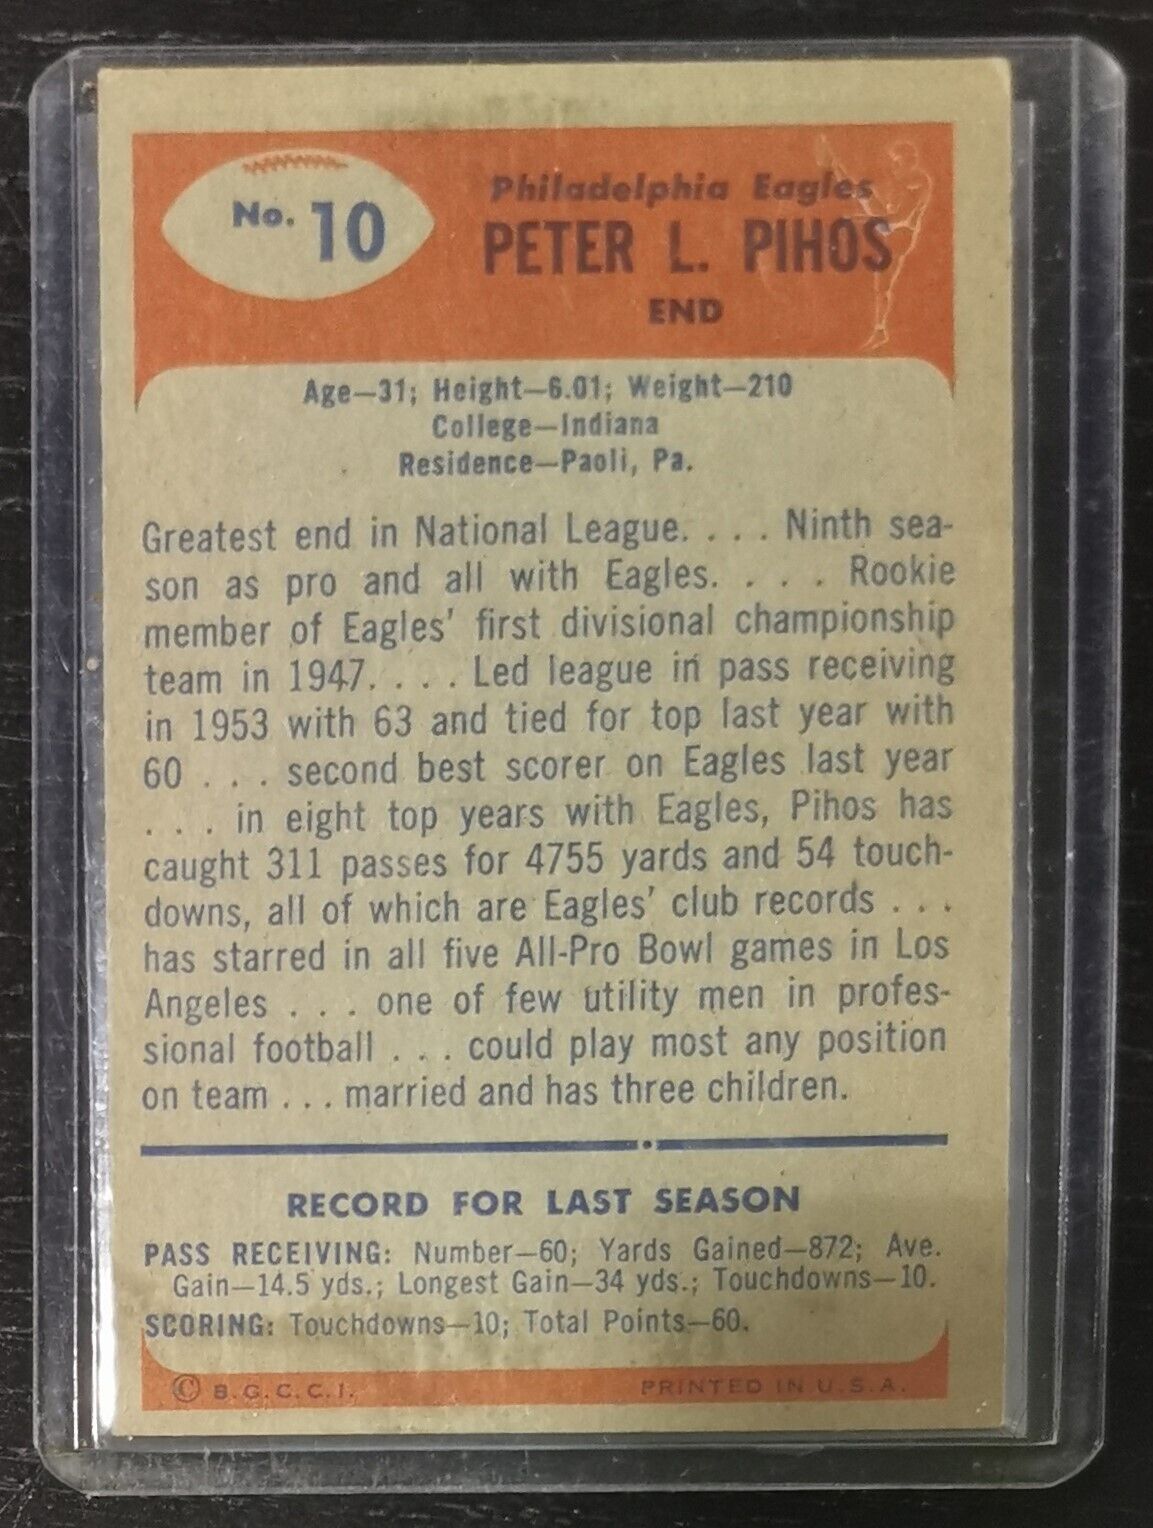 No. 10
Philadelphia Eagles
PETER L. PIHOS
END
Age—31; Height—6.01; Weight—210
College—Indiana
Residence—Paoli, Pa.
Greatest end in National League. . . . Ninth sea-
son as pro and all with Eagles. . . . Rookie
member of Eagles' first divisional championship
team in 1947. . . . Led league in pass receiving
in 1953 with 63 and tied for top last year with
60 . . . second best scorer on Eagles last year
. . . in eight top years with Eagles, Pihos has
caught 311 passes for 4755 yards and 54 touch-
downs, all of which are Eagles' club records . . .
has starred in all five All-Pro Bowl games in Los
Angeles . . . one of few utility men in profes-
sional football . . . could play most any position
on team . . . married and has three children.
RECORD FOR LAST SEASON
PASS RECEIVING: Number—60; Yards Gained—872; Ave.
Gain—14.5 yds.; Longest Gain—34 yds.; Touchdowns—10.
SCORING: Touchdowns—10; Total Points—60.
© B.G.C.C.I. PRINTED IN U.S.A.